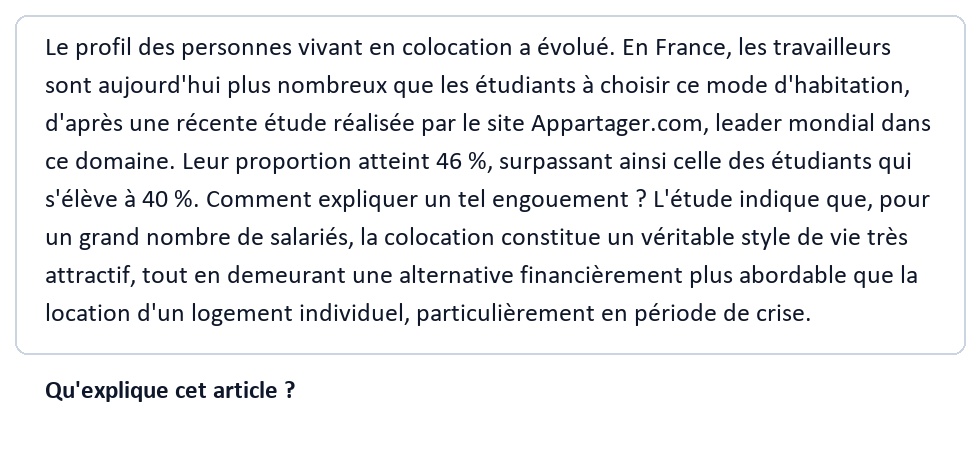 Le profil des personnes vivant en colocation a évolué. En France, les travailleurs
sont aujourd'hui plus nombreux que les étudiants à choisir ce mode d'habitation,
d'après une récente étude réalisée par le site Appartager.com, leader mondial dans
ce domaine. Leur proportion atteint 46 %, surpassant ainsi celle des étudiants qui
s'élève à 40 %. Comment expliquer un tel engouement ? L'étude indique que, pour
un grand nombre de salariés, la colocation constitue un véritable style de vie très
attractif, tout en demeurant une alternative financièrement plus abordable que la
location d'un logement individuel, particulièrement en période de crise.
Qu'explique cet article ?